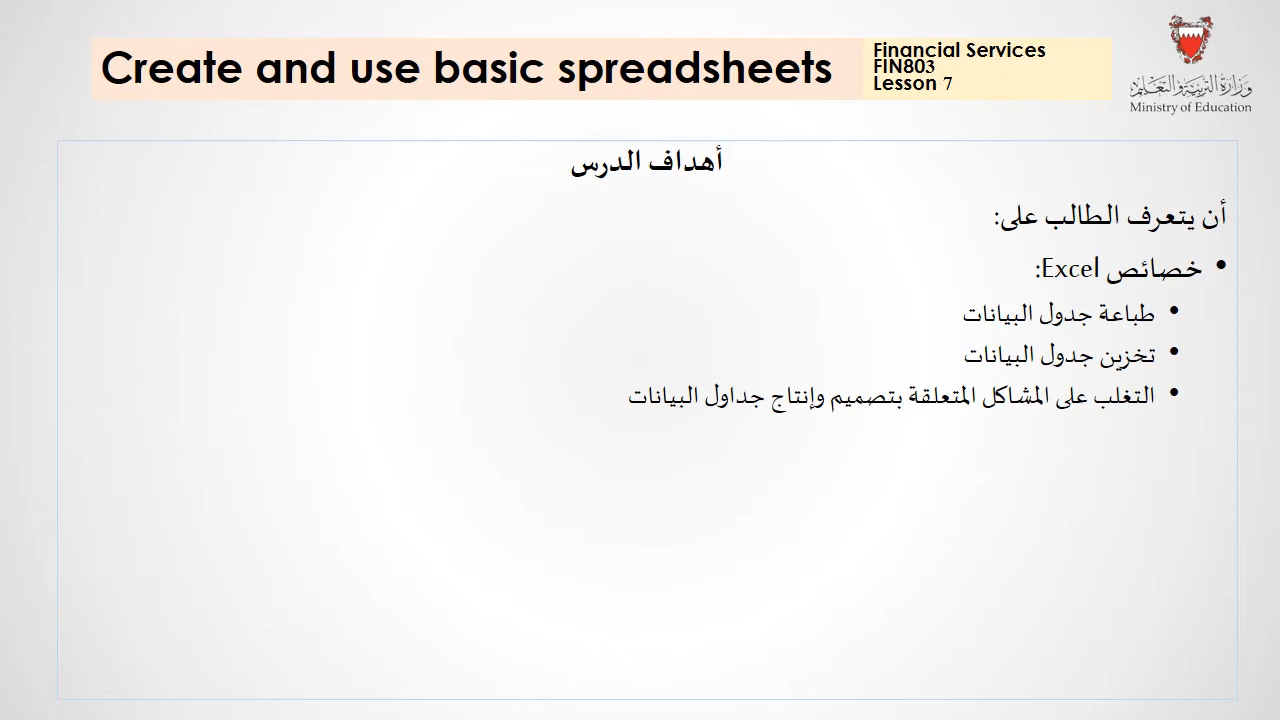 Create and use basic spreadsheets
Financial Services
FIN803
Lesson 7
وزارة التربية والتعليم
Ministry of Education
أهداف الدرس
أن يتعرف الطالب على:
• خصائص Excel:
• طباعة جدول البيانات
• تخزين جدول البيانات
• التغلب على المشاكل المتعلقة بتصميم وإنتاج جداول البيانات